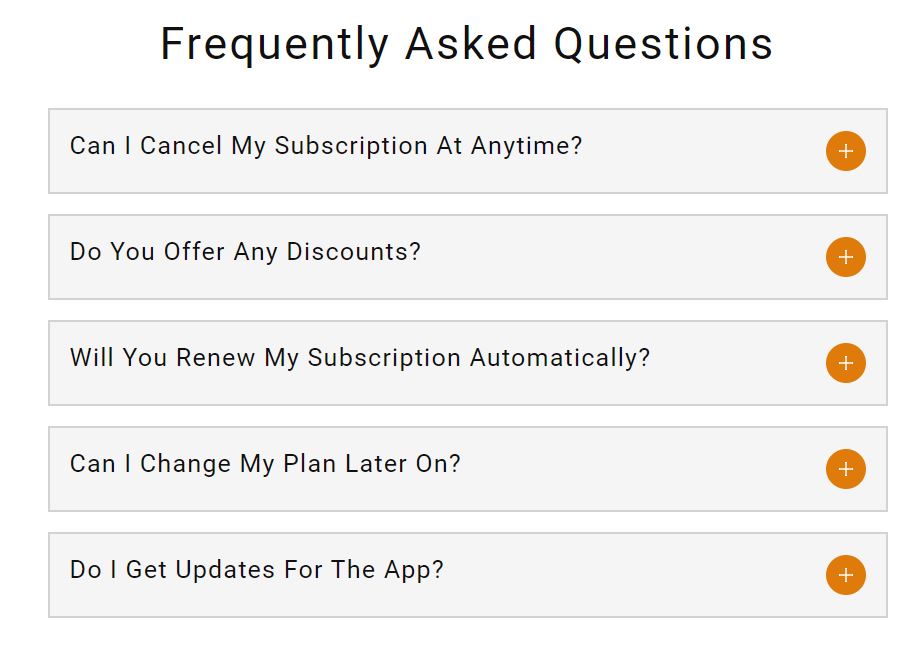 Frequently Asked Questions
Can I Cancel My Subscription At Anytime?
Do You Offer Any Discounts?
Will You Renew My Subscription Automatically?
Can I Change My Plan Later On?
Do I Get Updates For The App?